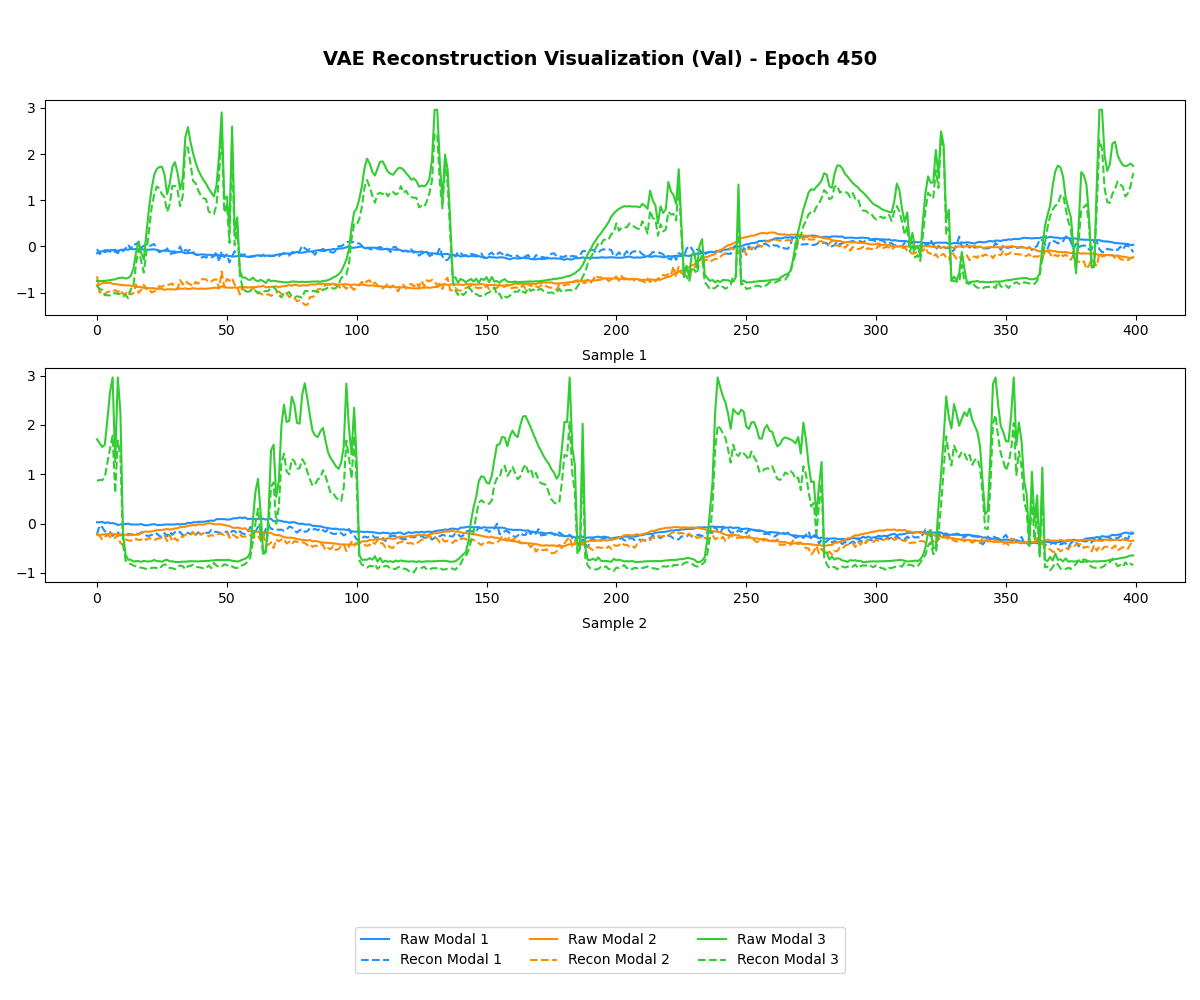 VAE Reconstruction Visualization (Val) - Epoch 450
3
2
1
0
−1
0 50 100 150 200 250 300 350 400
Sample 1
3
2
1
0
−1
0 50 100 150 200 250 300 350 400
Sample 2
Raw Modal 1 Raw Modal 2 Raw Modal 3
Recon Modal 1 Recon Modal 2 Recon Modal 3